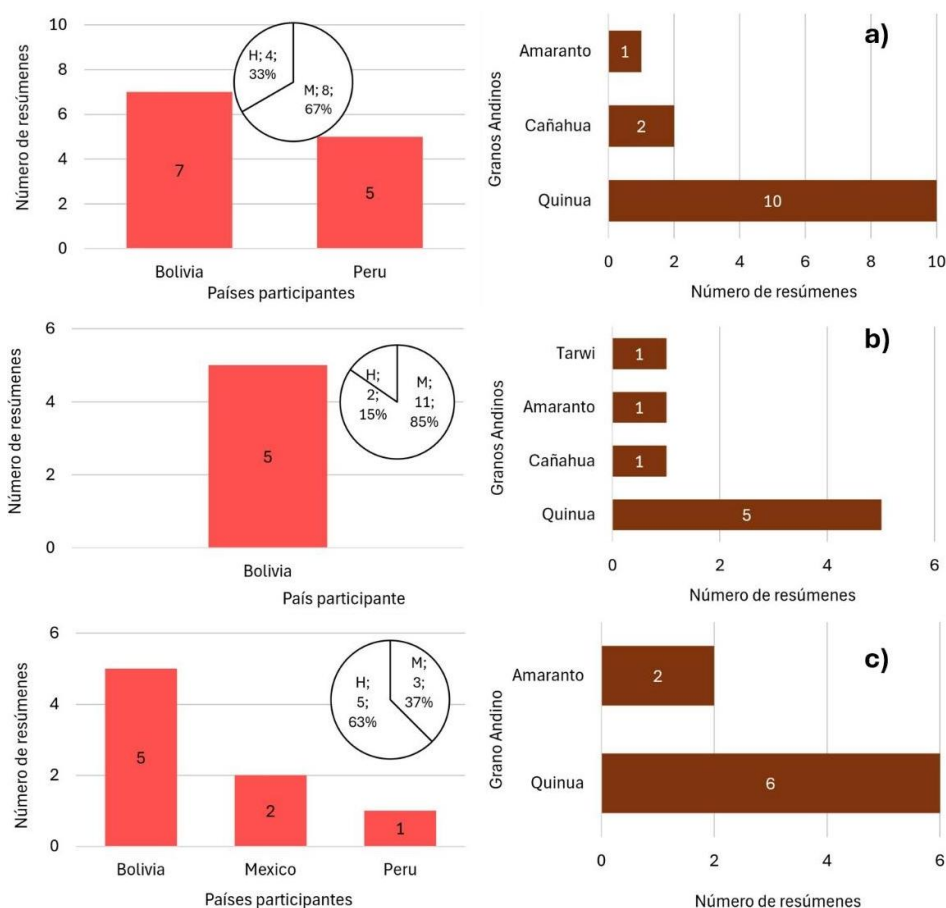 Número de resúmenes
10
8
6
4
2
0
7
5
Bolivia
Peru
Países participantes
H; 4;
33%
M; 8;
67%
a)
Granos Andinos
Amaranto
1
Cañahua
2
Quinua
10
0
2
4
6
8
10
Número de resúmenes
Número de resúmenes
6
4
2
0
5
Bolivia
País participante
H;
2;
15%
M;
11;
85%
b)
Granos Andinos
Tarwi
1
Amaranto
1
Cañahua
1
Quinua
5
0
2
4
6
Número de resúmenes
Número de resúmenes
6
4
2
0
5
2
1
Bolivia
Mexico
Peru
Países participantes
H;
5;
63%
M;
3;
37%
c)
Grano Andino
Amaranto
2
Quinua
6
0
2
4
6
Número de resúmenes